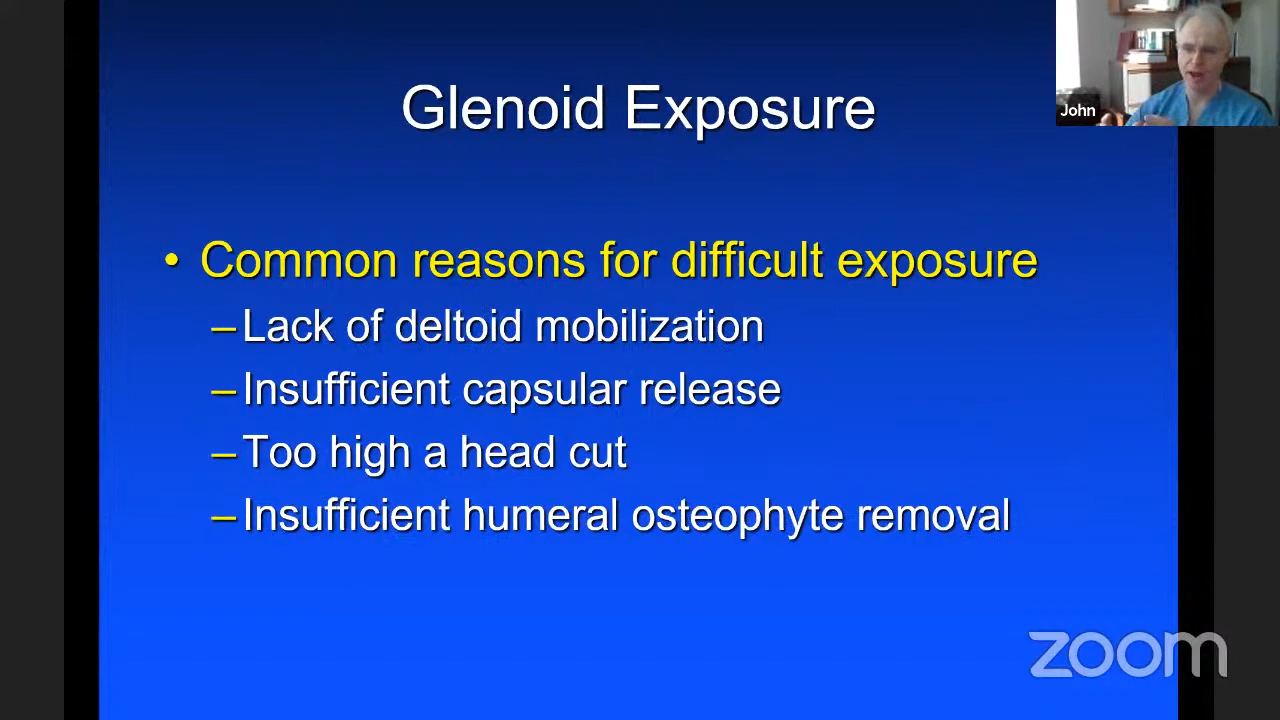 Glenoid Exposure
John
• Common reasons for difficult exposure
–Lack of deltoid mobilization
–Insufficient capsular release
–Too high a head cut
–Insufficient humeral osteophyte removal
zoom